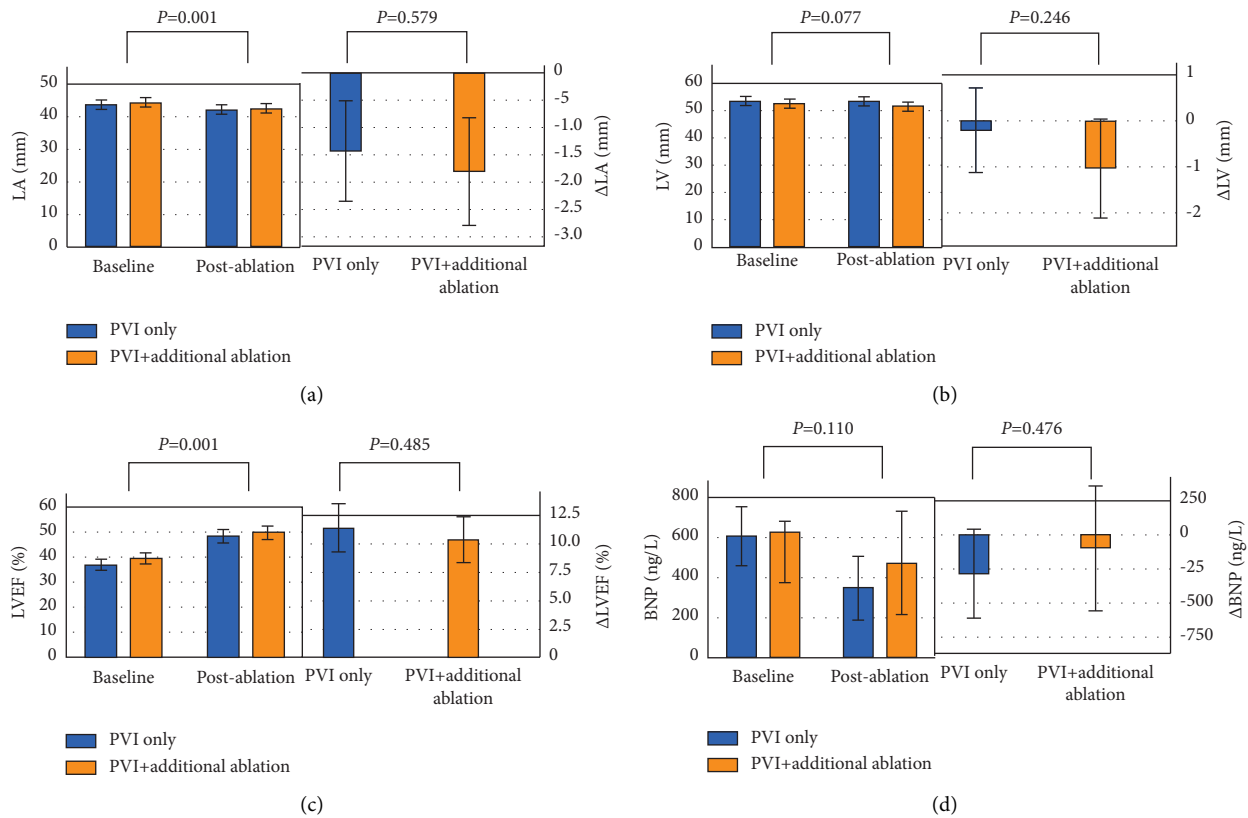 P=0.001
P=0.579
50
40
30
20
10
0
LA (mm)
Baseline
Post-ablation
0
-5
-1.0
-1.5
-2.0
-2.5
-3.0
ΔLA (mm)
PVI only
PVI+additional
ablation
PVI only
PVI+additional ablation
(a)
P=0.077
P=0.246
60
50
40
30
20
10
0
LV (mm)
Baseline
Post-ablation
1
0
-1
-2
ΔLV (mm)
PVI only
PVI+additional
ablation
PVI only
PVI+additional ablation
(b)
P=0.001
P=0.485
60
50
40
30
20
10
0
LVEF (%)
Baseline
Post-ablation
12.5
10.0
7.5
5.0
2.5
0
ΔLVEF (%)
PVI only
PVI+additional
ablation
PVI only
PVI+additional ablation
(c)
P=0.110
P=0.476
800
600
400
200
0
BNP (ng/L)
Baseline
Post-ablation
250
0
-25
-500
-750
ΔBNP (ng/L)
PVI only
PVI+additional
ablation
PVI only
PVI+additional ablation
(d)